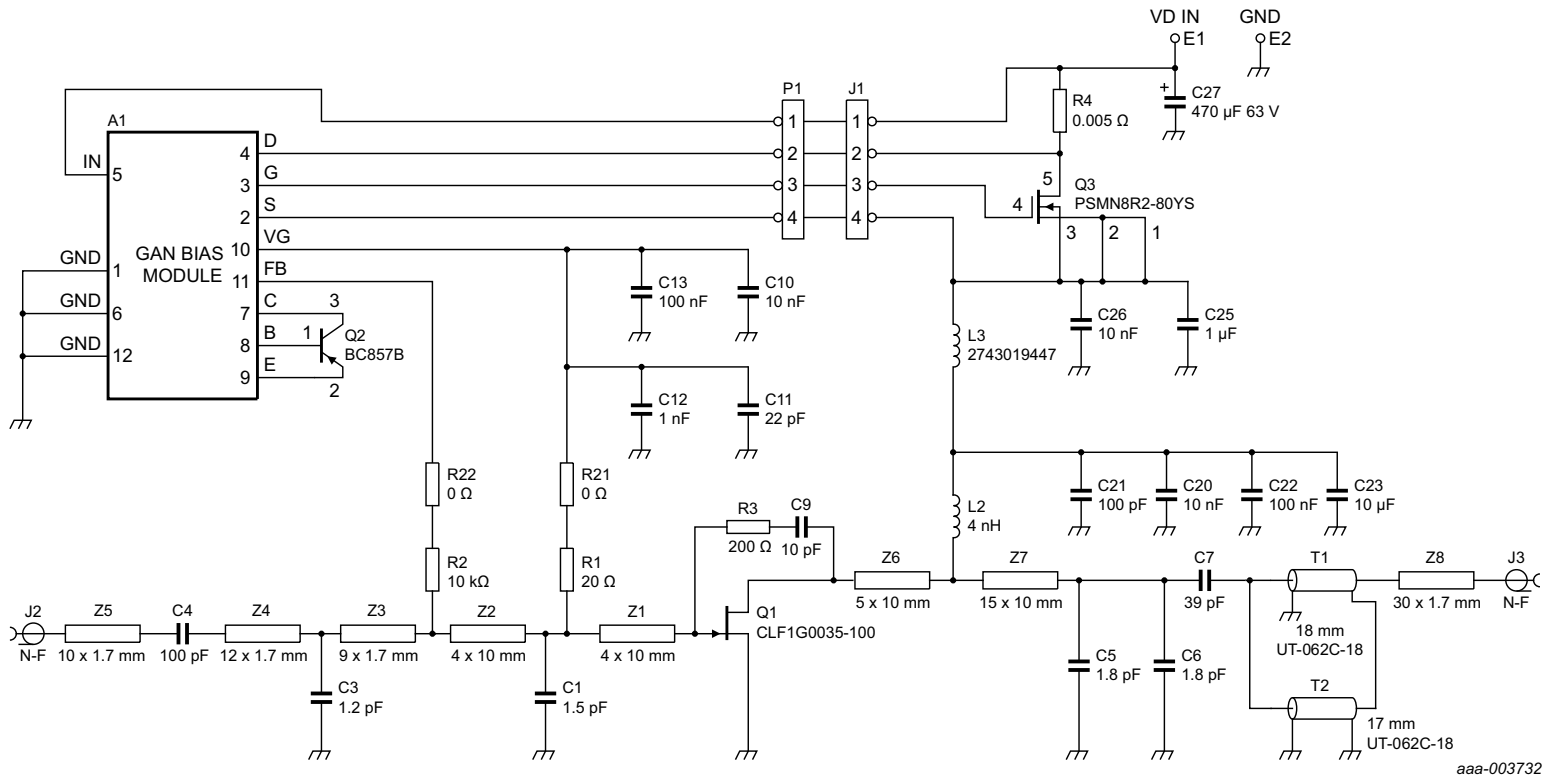 VD IN
GND
E1
E2
C27
470 µF 63 V
R4
0.005 Ω
P1
J1
1
1
2
2
3
3
4
4
A1
IN
5
4
D
3
G
2
S
GAN BIAS
MODULE
10
VG
11
FB
7
C
8
B
9
E
GND
1
GND
6
GND
12
3
1
2
Q2
BC857B
5
4
3
2
1
Q3
PSMN8R2-80YS
C13
100 nF
C10
10 nF
C12
1 nF
C11
22 pF
C26
10 nF
C25
1 µF
L3
2743019447
R22
0 Ω
R21
0 Ω
R2
10 kΩ
R1
20 Ω
R3
200 Ω
C9
10 pF
L2
4 nH
C21
100 pF
C20
10 nF
C22
100 nF
C23
10 µF
J2
N-F
Z5
10 x 1.7 mm
C4
100 pF
Z4
12 x 1.7 mm
Z3
9 x 1.7 mm
Z2
4 x 10 mm
Z1
4 x 10 mm
Q1
CLF1G0035-100
Z6
5 x 10 mm
Z7
15 x 10 mm
C7
39 pF
T1
18 mm
UT-062C-18
Z8
30 x 1.7 mm
J3
N-F
C3
1.2 pF
C1
1.5 pF
C5
1.8 pF
C6
1.8 pF
T2
17 mm
UT-062C-18
aaa-003732